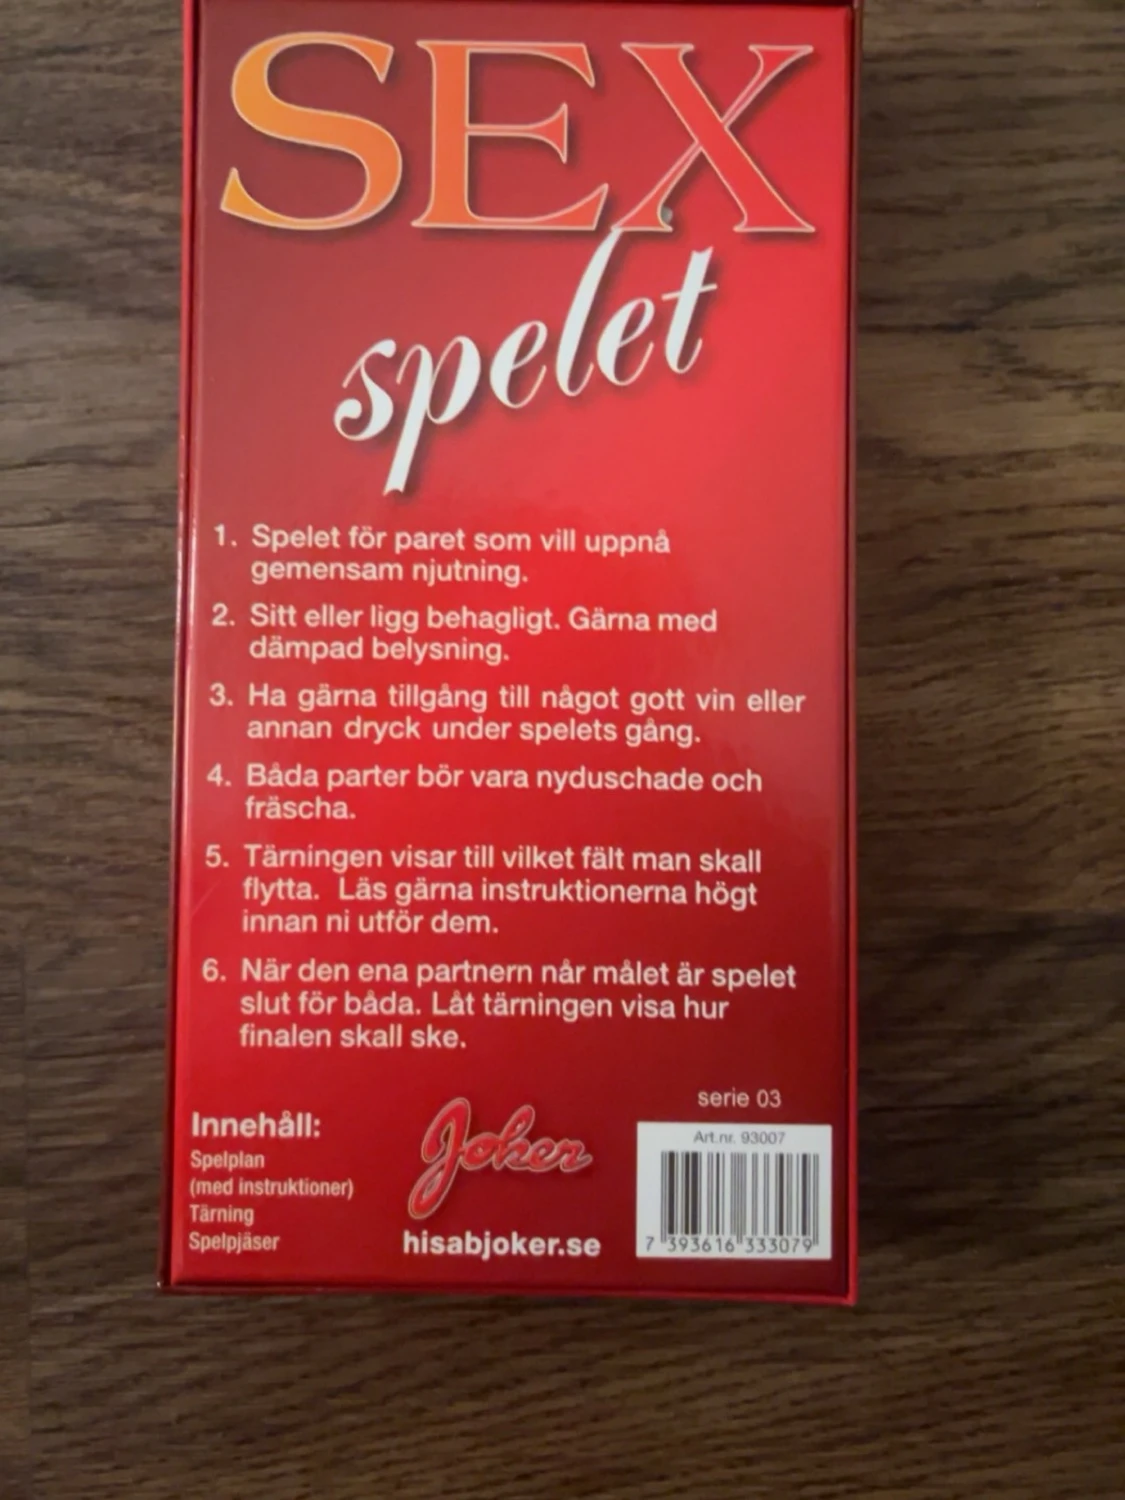 SEX
spelet
1. Spelet för paret som vill uppnå
gemensam njutning.
2. Sitt eller ligg behagligt. Gärna med
dämpad belysning.
3. Ha gärna tillgång till något gott vin eller
annan dryck under spelets gång.
4. Båda parter bör vara nyduschade och
fräscha.
5. Tärningen visar till vilket fält man skall
flytta. Läs gärna instruktionerna högt
innan ni utför dem.
6. När den ena partnern når målet är spelet
slut för båda. Låt tärningen visa hur
finalen skall ske.
Innehåll:
Spelplan
(med instruktioner)
Tärning
Spelpjäser
Joker
hisabjoker.se
serie 03
Art.nr. 93007
7 393616 333079